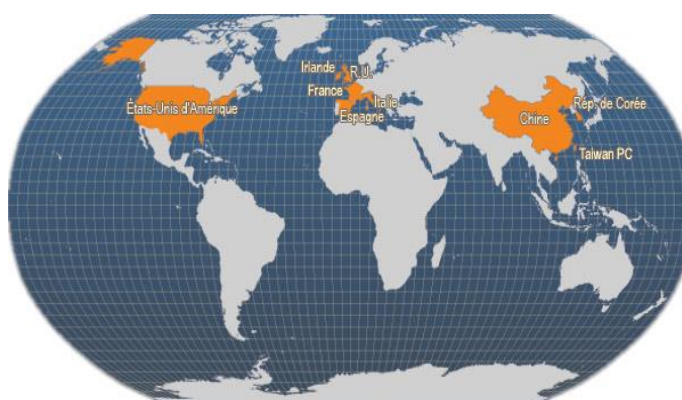 Irlande
R.U.
France
Italie
Espagne
États-Unis d'Amérique
Rép. de Corée
Chine
Taiwan PC